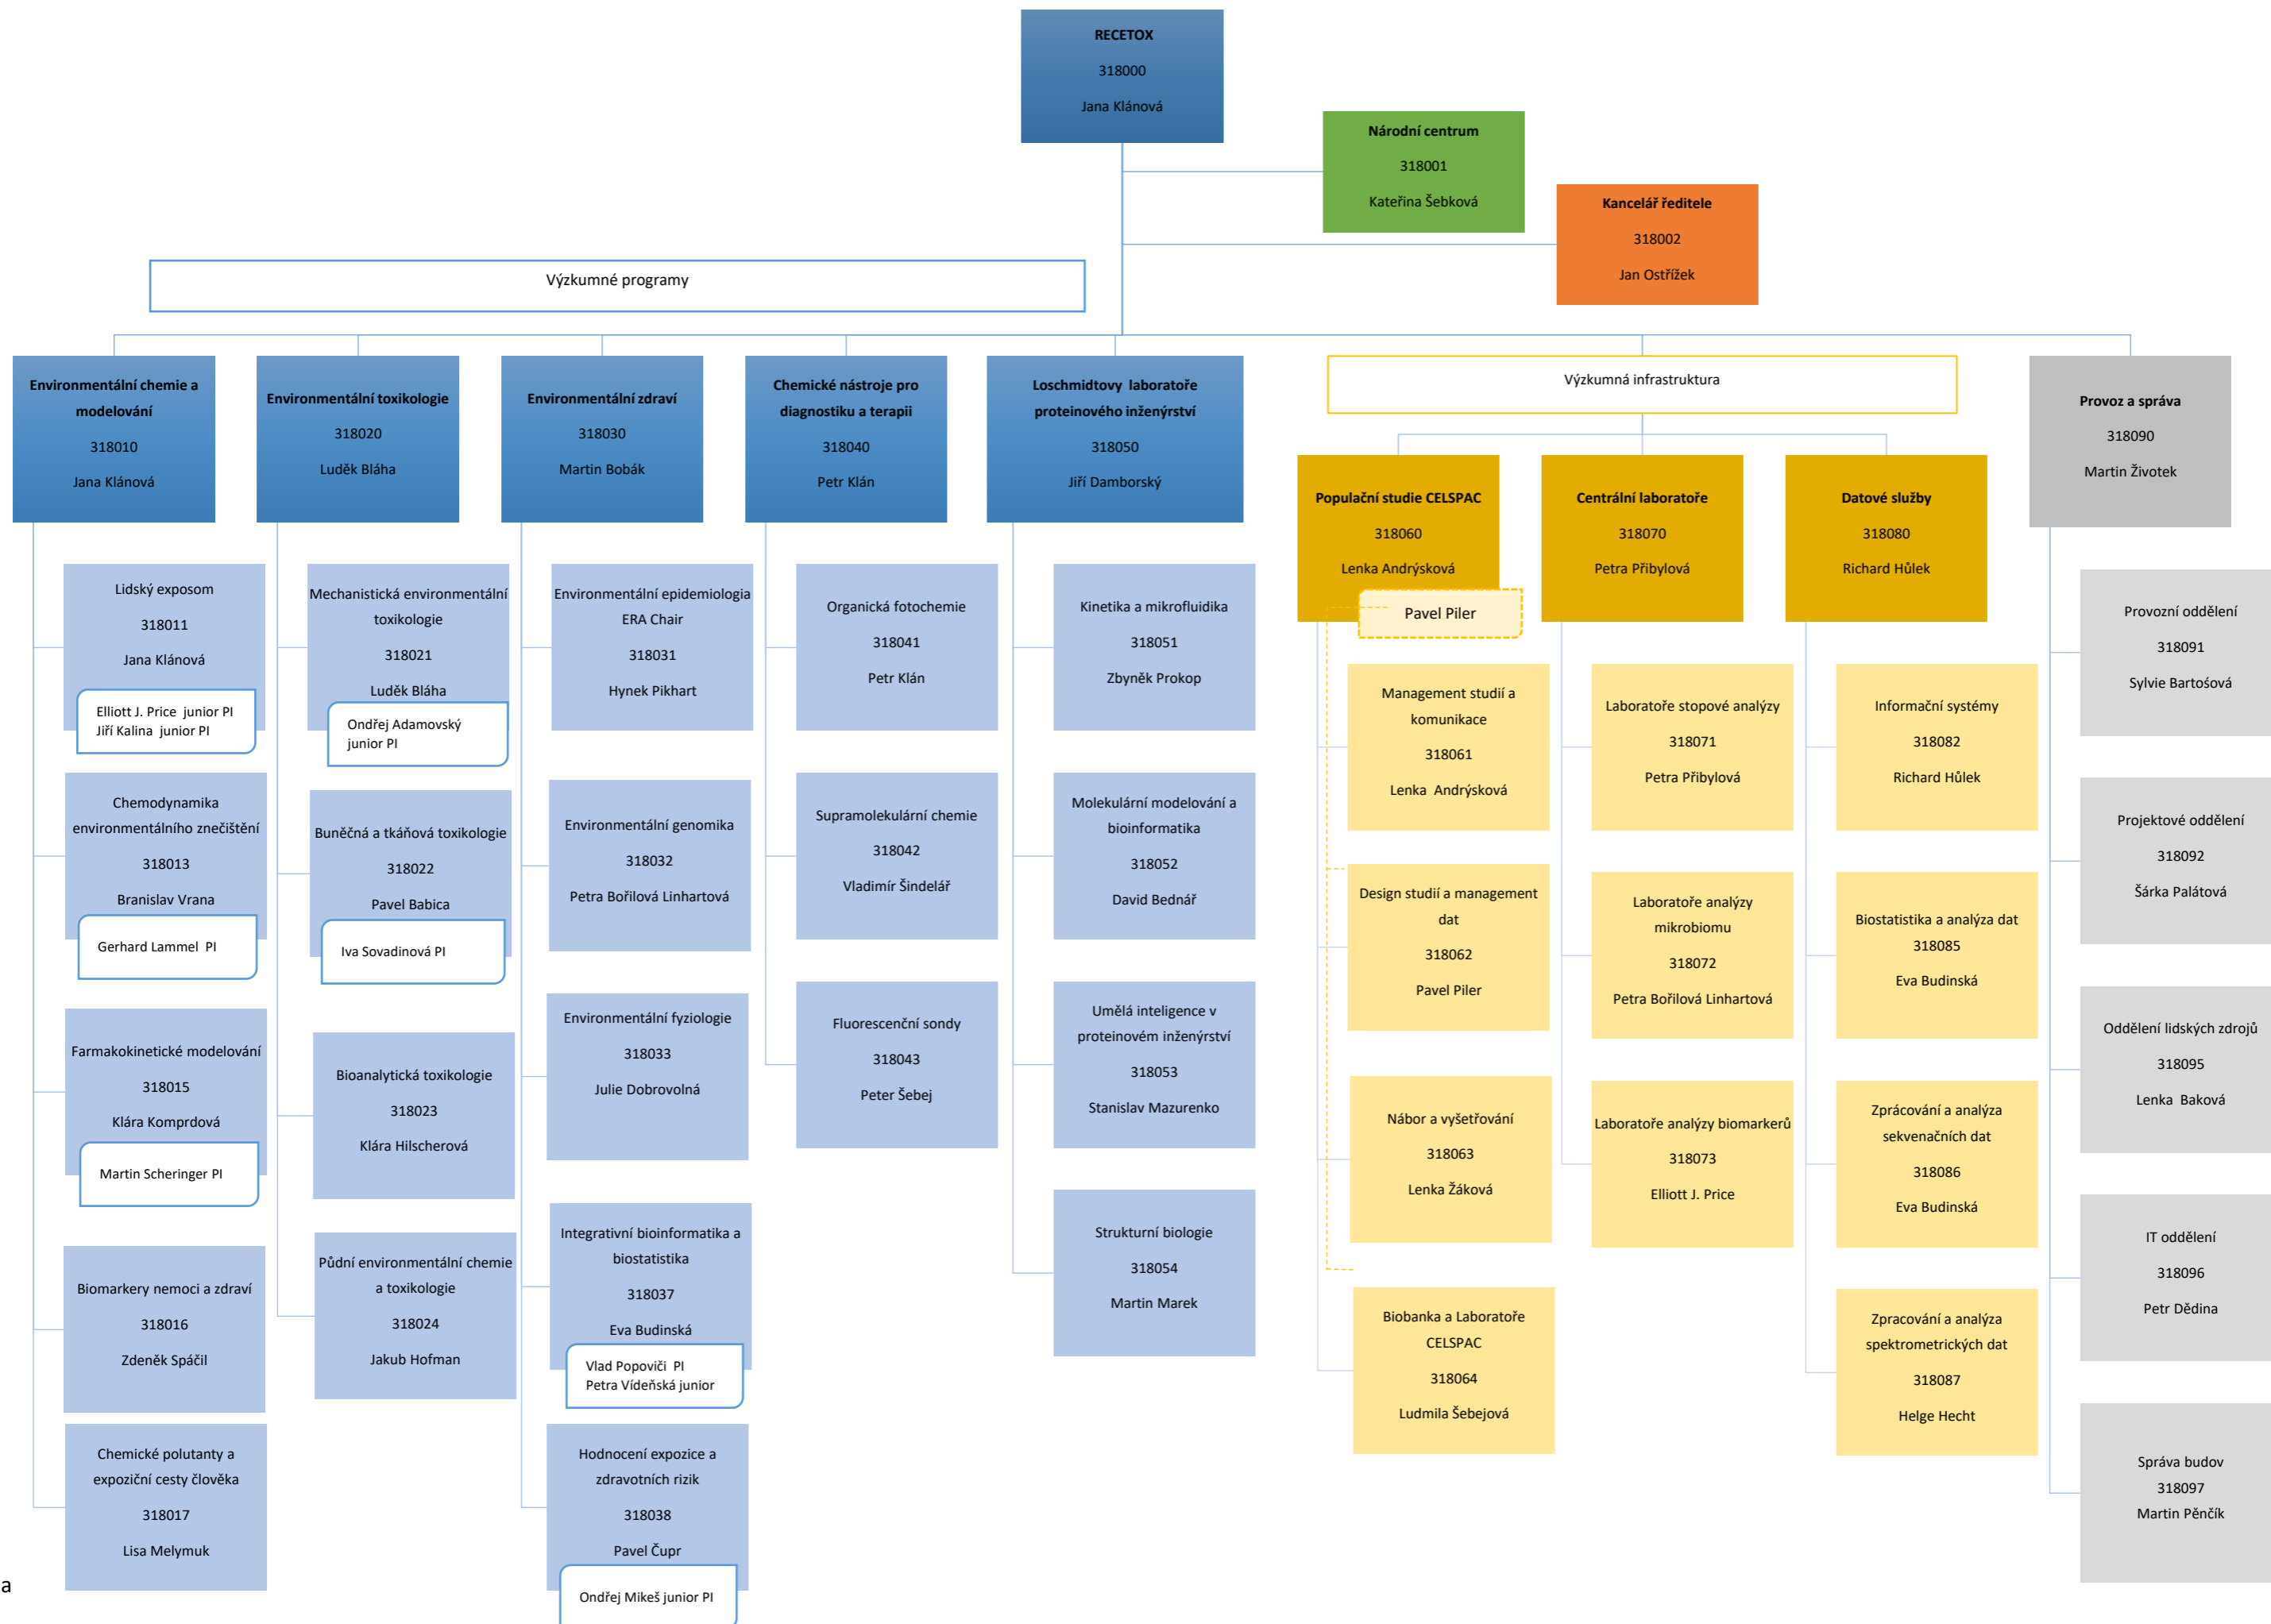 RECETOX
318000
Jana Klánová
Národní centrum
318001
Kateřina Šebková
Kancelář ředitele
318002
Jan Ostřížek
Výzkumné programy
Environmentální chemie a
modelování
318010
Jana Klánová
Lidský exposom
318011
Jana Klánová
Elliott J. Price  junior PI
Jiří Kalina  junior PI
Chemodynamika
environmentálního znečištění
318013
Branislav Vrana
Gerhard Lammel  PI
Farmakokinetické modelování
318015
Klára Komprdová
Martin Scheringer PI
Biomarkery nemoci a zdraví
318016
Zdeněk Spáčil
Chemické polutanty a
expoziční cesty člověka
318017
Lisa Melymuk
a
Environmentální toxikologie
318020
Luděk Bláha
Mechanistická environmentální
toxikologie
318021
Luděk Bláha
Ondřej Adamovský
junior PI
Buněčná a tkáňová toxikologie
318022
Pavel Babica
Iva Sovadinová PI
Bioanalytická toxikologie
318023
Klára Hilscherová
Půdní environmentální chemie
a toxikologie
318024
Jakub Hofman
Environmentální zdraví
318030
Martin Bobák
Environmentální epidemiologia
ERA Chair
318031
Hynek Pikhart
Environmentální genomika
318032
Petra Bořilová Linhartová
Environmentální fyziologie
318033
Julie Dobrovolná
Integrativní bioinformatika a
biostatistika
318037
Eva Budinská
Vlad Popoviči  PI
Petra Vídeňská junior
Hodnocení expozice a
zdravotních rizik
318038
Pavel Čupr
Ondřej Mikeš junior PI
Chemické nástroje pro
diagnostiku a terapii
318040
Petr Klán
Organická fotochemie
318041
Petr Klán
Supramolekulární chemie
318042
Vladimír Šindelář
Fluorescenční sondy
318043
Peter Šebej
Loschmidtovy  laboratoře
proteinového inženýrství
318050
Jiří Damborský
Kinetika a mikrofluidika
318051
Zbyněk Prokop
Molekulární modelování a
bioinformatika
318052
David Bednář
Umělá inteligence v
proteinovém inženýrství
318053
Stanislav Mazurenko
Strukturní biologie
318054
Martin Marek
Výzkumná infrastruktura
Populační studie CELSPAC
318060
Lenka Andrýsková
Pavel Piler
Management studií a
komunikace
318061
Lenka  Andrýsková
Design studií a management
dat
318062
Pavel Piler
Nábor a vyšetřování
318063
Lenka Žáková
Biobanka a Laboratoře
CELSPAC
318064
Ludmila Šebejová
Centrální laboratoře
318070
Petra Přibylová
Laboratoře stopové analýzy
318071
Petra Přibylová
Laboratoře analýzy
mikrobiomu
318072
Petra Bořilová Linhartová
Laboratoře analýzy biomarkerů
318073
Elliott J. Price
Datové služby
318080
Richard Hůlek
Informační systémy
318082
Richard Hůlek
Biostatistika a analýza dat
318085
Eva Budinská
Zprácování a analýza
sekvenačních dat
318086
Eva Budinská
Zpracování a analýza
spektrometrických dat
318087
Helge Hecht
Provoz a správa
318090
Martin Životek
Provozní oddělení
318091
Sylvie Bartośová
Projektové oddělení
318092
Šárka Palátová
Oddělení lidských zdrojů
318095
Lenka  Baková
IT oddělení
318096
Petr Dědina
Správa budov
318097
Martin Pěnčík